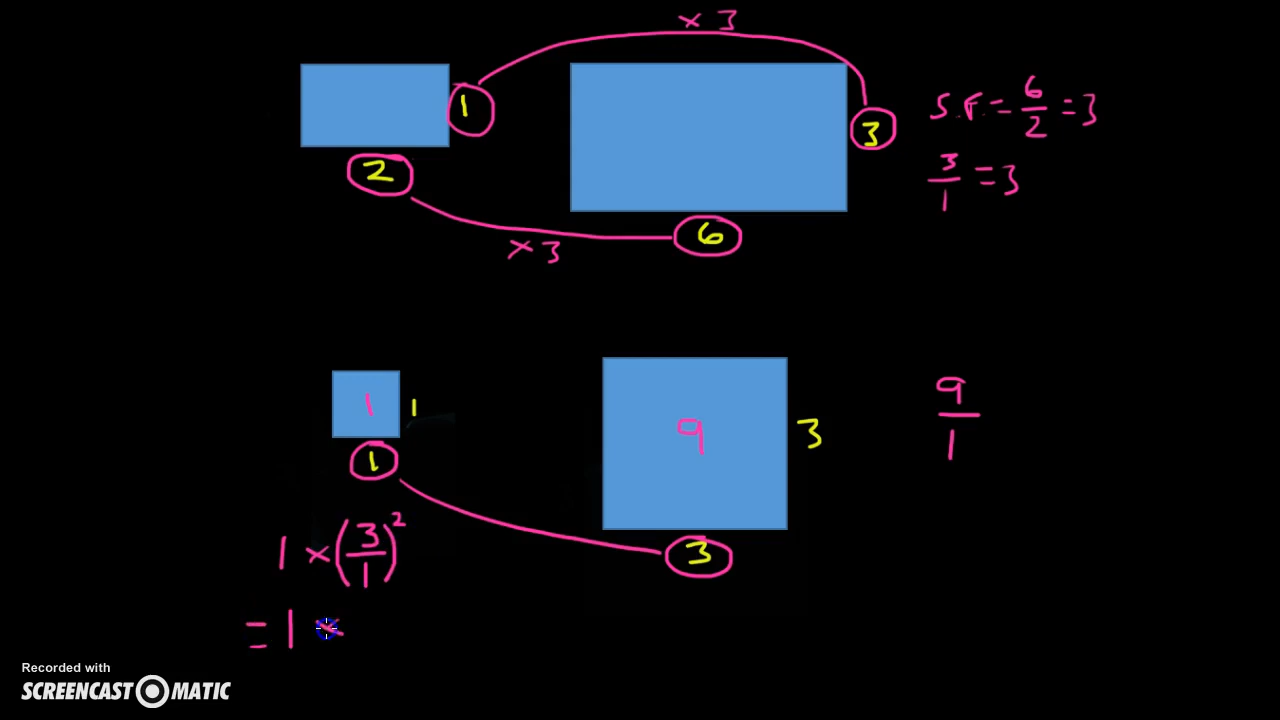 × 3
1
3
S.F. = 6/2 = 3
3/1 = 3
2
× 3
6
1
1
9
3
9/1
1
3
1 × (3/1)²
= 1 ×
Recorded with
SCREENCAST MATIC